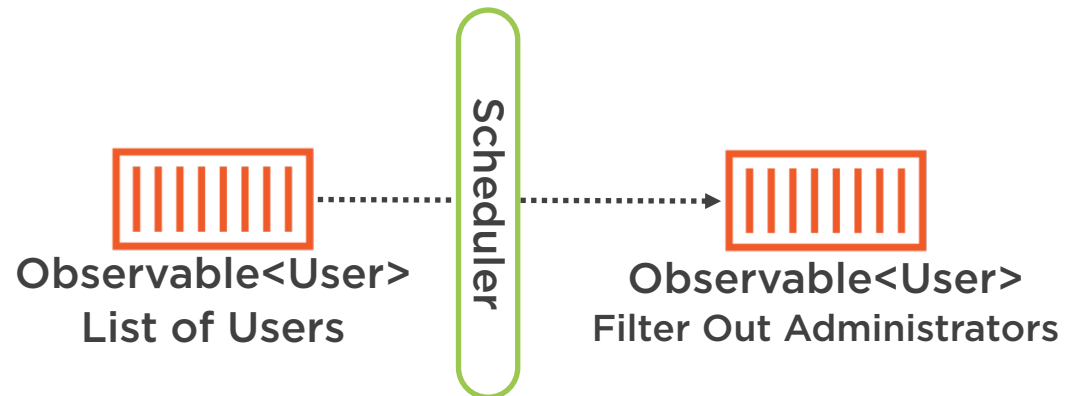 Scheduler
Observable<User>
List of Users
Observable<User>
Filter Out Administrators